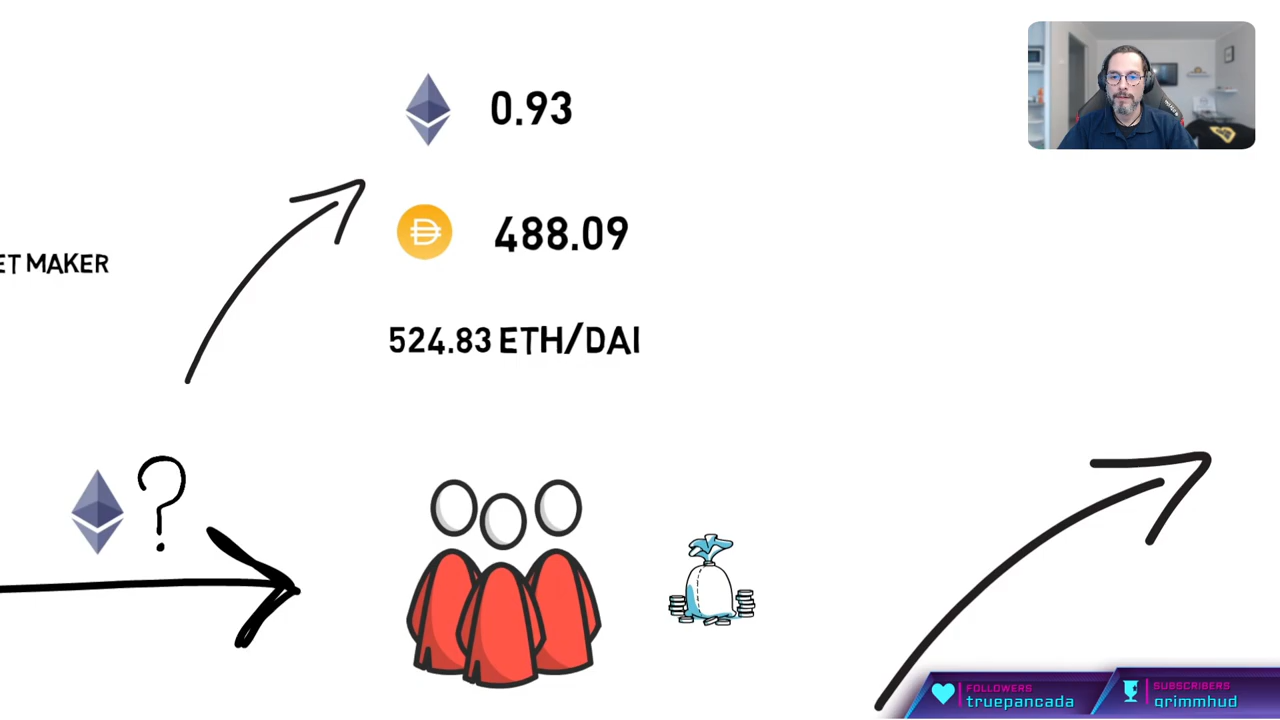 0.93
488.09
ET MAKER
524.83 ETH/DAI
?
FOLLOWERS
truepancada
SUBSCRIBERS
grimmhud